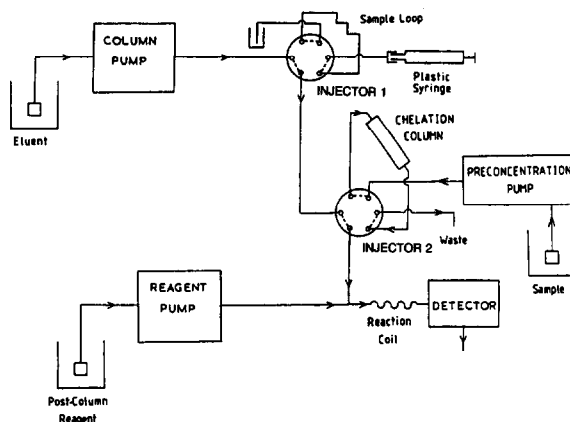 COLUMN
PUMP
Sample Loop
INJECTOR 1
Plastic
Syringe
Eluent
CHELATION
COLUMN
PRECONCENTRATION
PUMP
Waste
INJECTOR 2
Sample
REAGENT
PUMP
Reaction
Coil
DETECTOR
Post-Column
Reagent